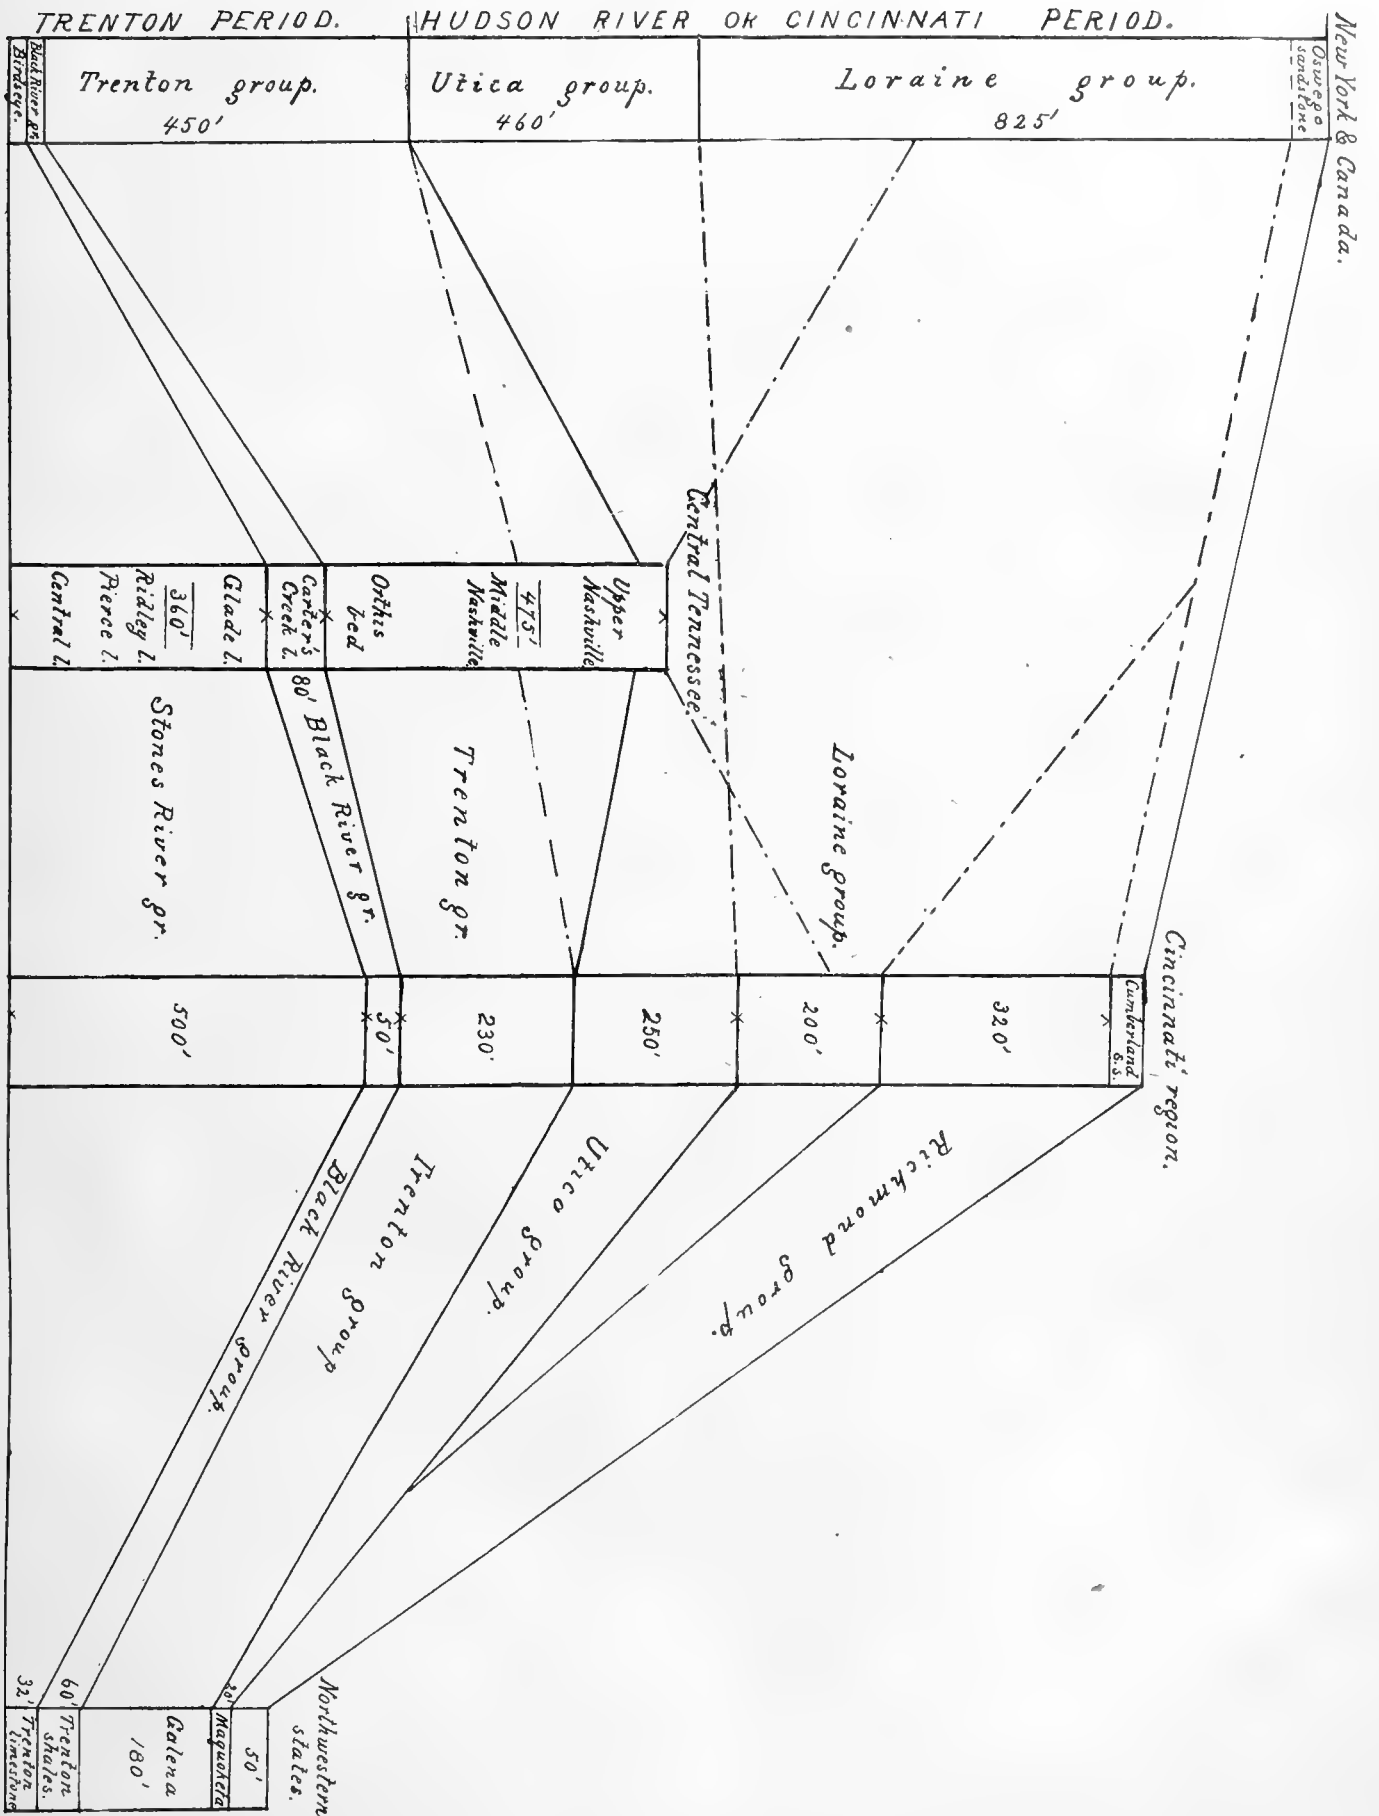 TRENTON PERIOD.
HUDSON RIVER OR CINCINNATI PERIOD.
New York & Canada.
Birdseye.
Black River gr.
Trenton group.
450'
Utica group.
460'
Loraine group.
825'
Oswego
sandstone
Central Tennessee.
Central l.
Pierce l.
Ridley l.
360'
Glade l.
Carter's
Creek l.
Orthis
bed
Middle
Nashville
475'
Upper
Nashville
Stones River gr.
80' Black River gr.
Trenton gr.
Loraine group.
Cincinnati region.
500'
50'
230'
250'
200'
320'
Cumberland
s.s.
Black River group.
Trenton group
Utica group.
Richmond group.
Northwestern
states.
32' Trenton
limestone
60' Trenton
shales.
Galena
180'
20'
Maquoketa
50'